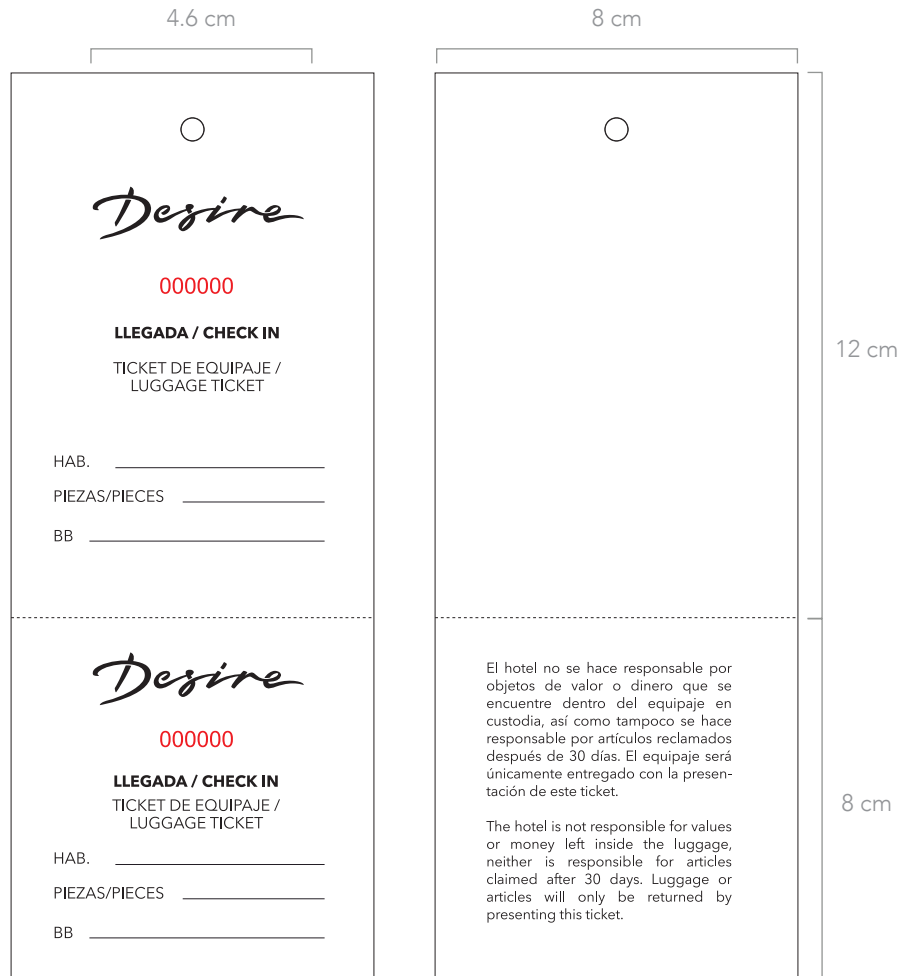 4.6 cm
8 cm
Desire
000000
LLEGADA / CHECK IN
TICKET DE EQUIPAJE /
LUGGAGE TICKET
HAB.
PIEZAS/PIECES
BB
12 cm
Desire
000000
LLEGADA / CHECK IN
TICKET DE EQUIPAJE /
LUGGAGE TICKET
HAB.
PIEZAS/PIECES
BB
El hotel no se hace responsable por
objetos de valor o dinero que se
encuentre dentro del equipaje en
custodia, así como tampoco se hace
responsable por artículos reclamados
después de 30 días. El equipaje será
únicamente entregado con la presen-
tación de este ticket.
The hotel is not responsible for values
or money left inside the luggage,
neither is responsible for articles
claimed after 30 days. Luggage or
articles will only be returned by
presenting this ticket.
8 cm